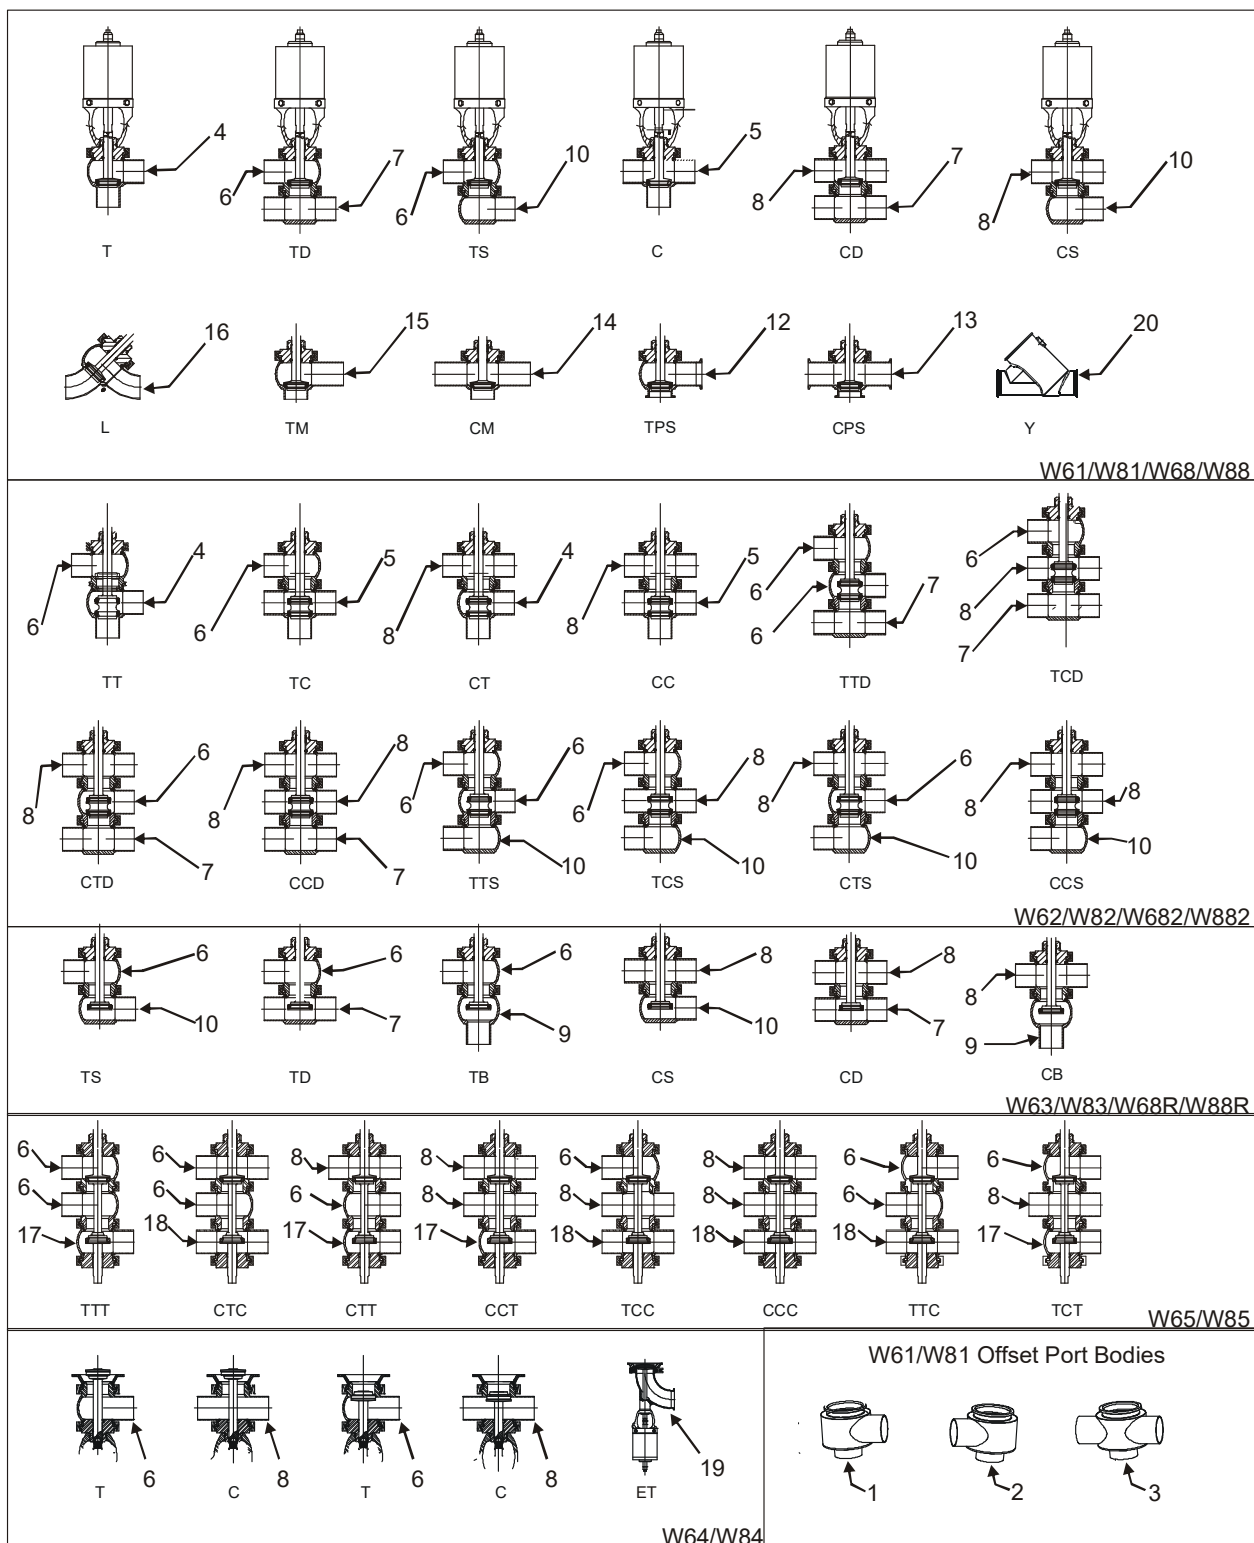 4
6
7
6
10
5
8
7
8
10
T
TD
TS
C
CD
CS
16
15
14
12
13
20
L
TM
CM
TPS
CPS
Y
W61/W81/W68/W88
6
4
6
5
8
4
8
5
6
6
7
6
8
7
TT
TC
CT
CC
TTD
TCD
8
6
7
8
8
7
6
6
10
6
8
10
8
6
10
8
8
10
CTD
CCD
TTS
TCS
CTS
CCS
W62/W82/W682/W882
6
10
6
7
6
9
8
10
8
7
8
9
TS
TD
TB
CS
CD
CB
W63/W83/W68R/W88R
6
6
17
6
6
18
8
6
17
8
8
17
6
8
18
8
8
18
6
6
18
6
8
17
TTT
CTC
CTT
CCT
TCC
CCC
TTC
TCT
W65/W85
6
8
6
8
19
T
C
T
C
ET
W64/W84
W61/W81 Offset Port Bodies
1
2
3